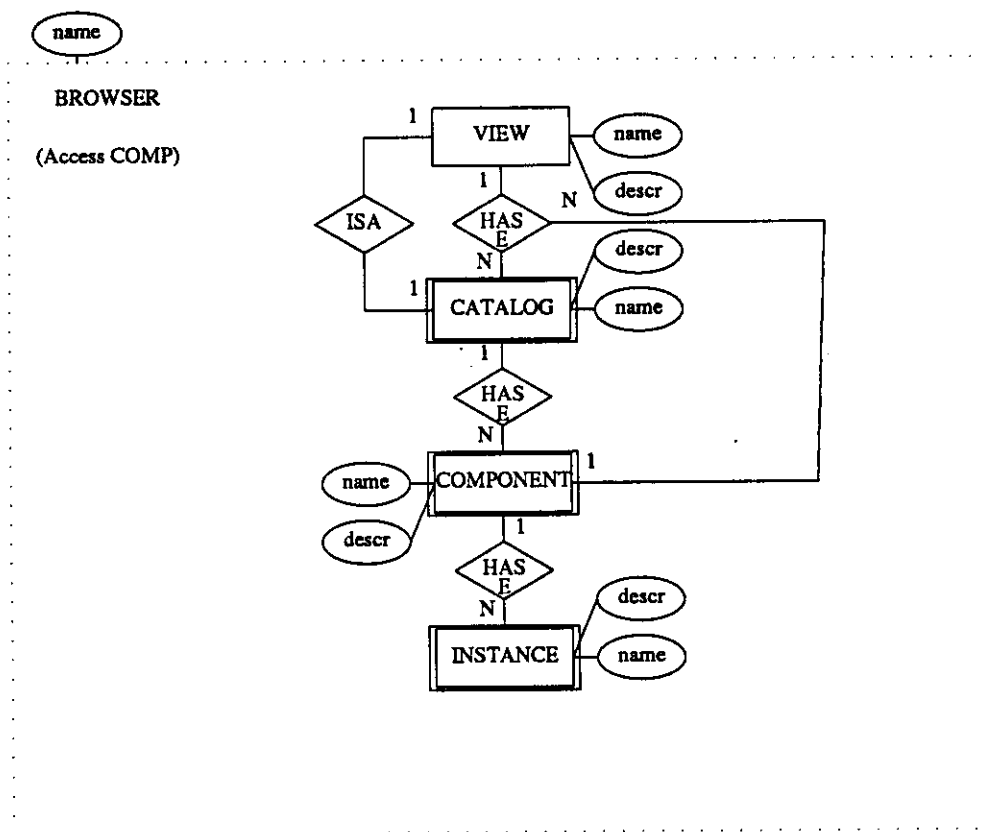 name
BROWSER
(Access COMP)
1
VIEW
name
1
descr
N
ISA
HAS
E
descr
N
1
CATALOG
name
1
HAS
E
N
1
name
COMPONENT
descr
1
HAS
E
descr
N
INSTANCE
name